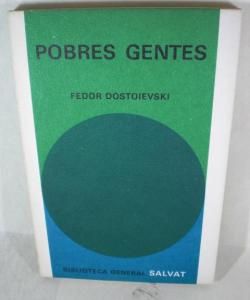 POBRES GENTES
FEDOR DOSTOIEVSKI
BIBLIOTECA GENERAL SALVAT